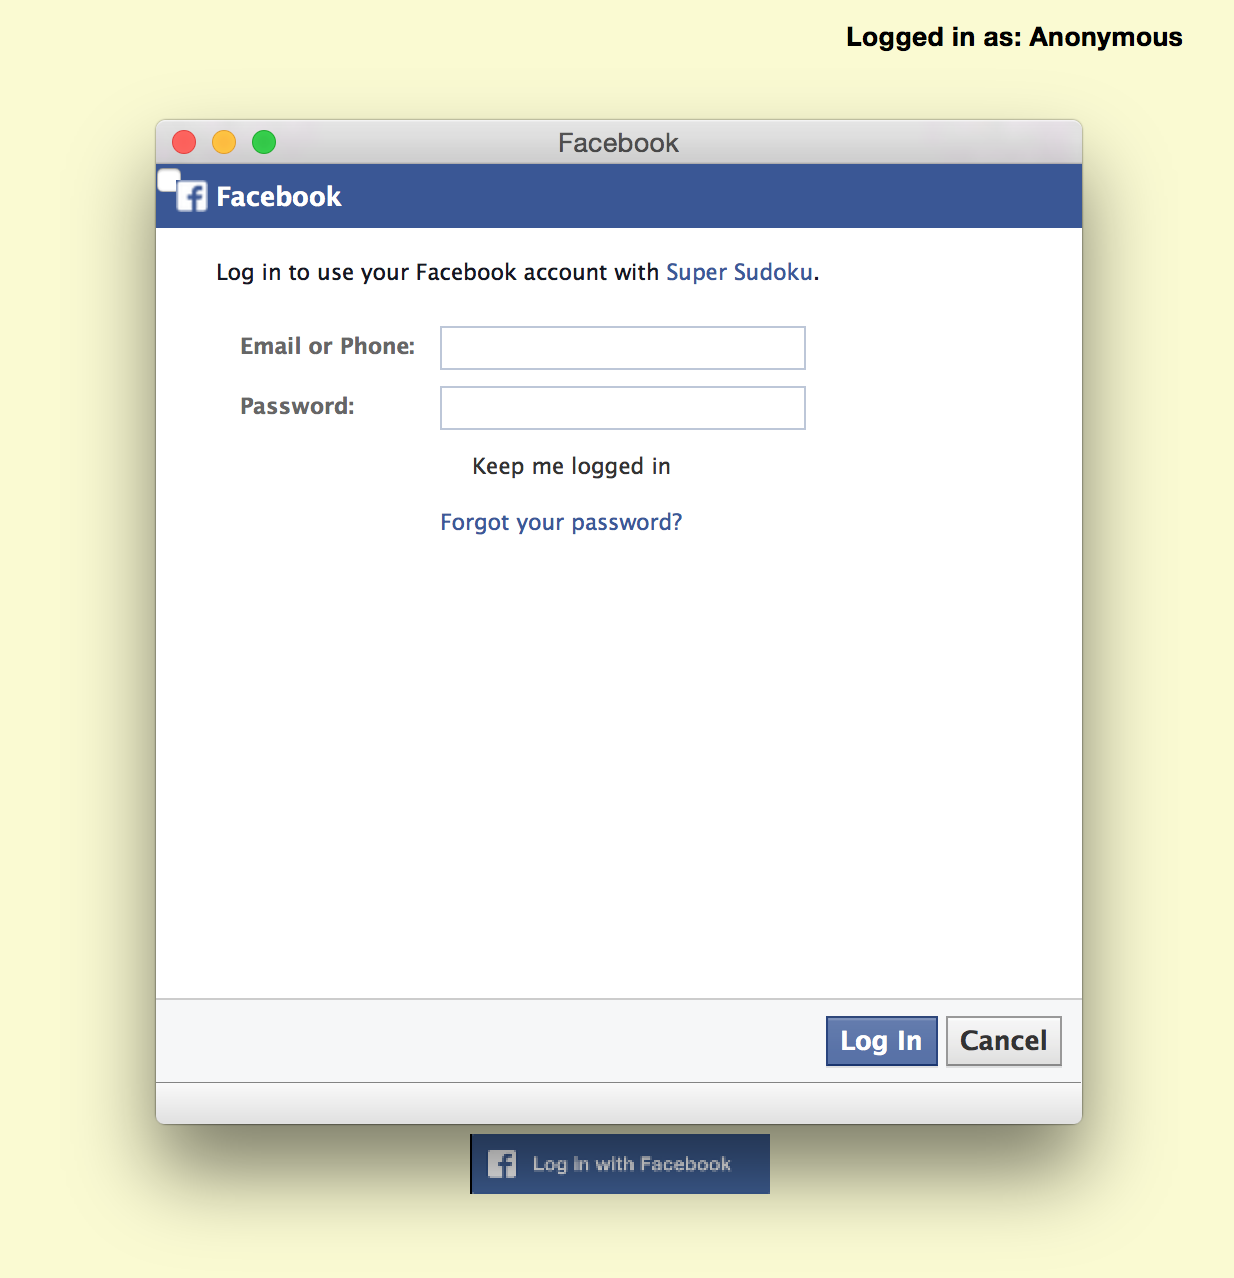 Logged in as: Anonymous
Facebook
Facebook
Log in to use your Facebook account with Super Sudoku.
Email or Phone:
Password:
Keep me logged in
Forgot your password?
Log In
Cancel
Log In with Facebook